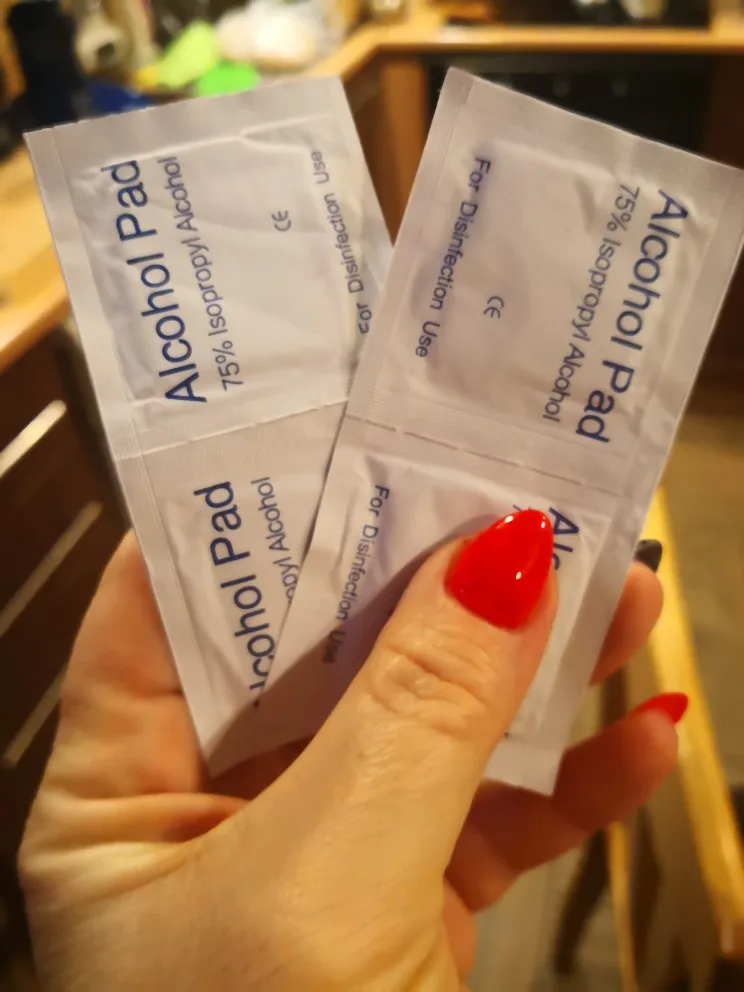 Alcohol Pad
75% Isopropyl Alcohol
CE
For Disinfection Use
Alcohol Pad
75% Isopropyl Alcohol
CE
For Disinfection Use
Alcohol
For Disinfection Use